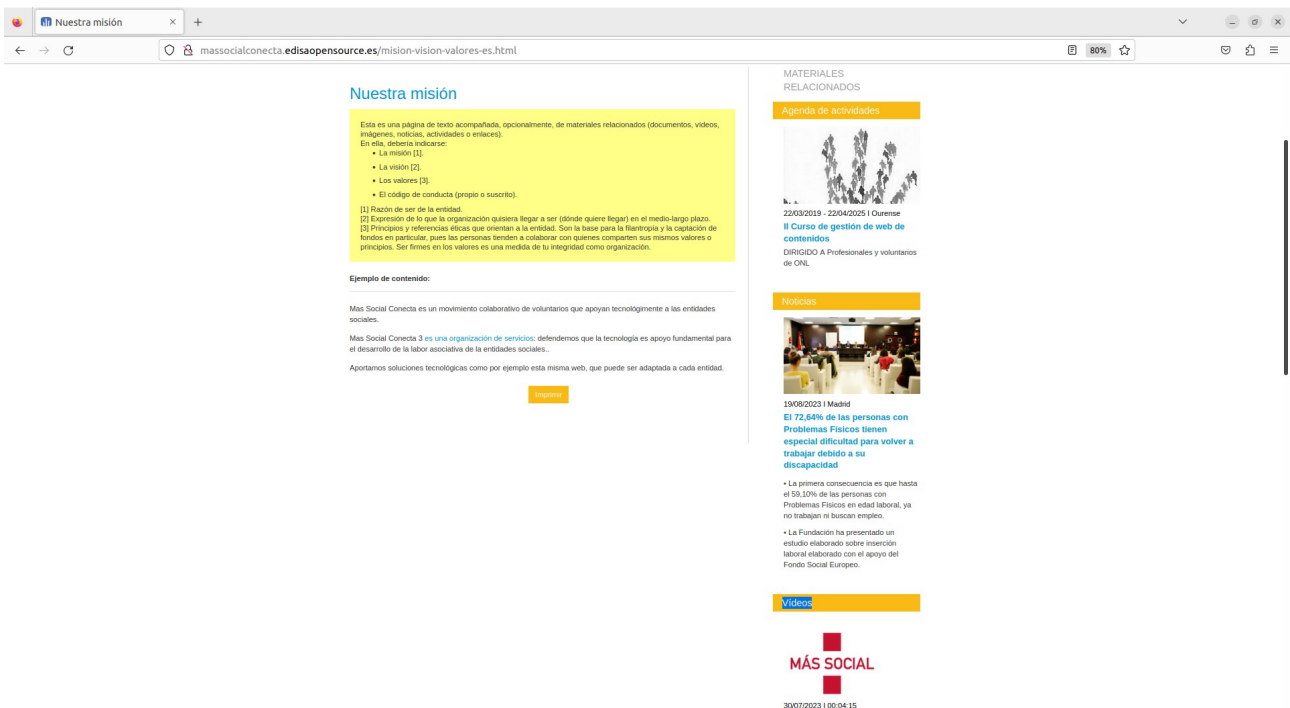 Nuestra misión
massocialconecta.edisaopensource.es/mision-vision-valores-es.html
80%
Nuestra misión
Esta es una página de texto acompañada, opcionalmente, de materiales relacionados (documentos, vídeos,
imágenes, noticias, actividades o enlaces).
En ella, debería indicarse:
• La misión [1].
• La visión [2].
• Los valores [3].
• El código de conducta (propio o suscrito).
[1] Razón de ser de la entidad.
[2] Expresión de lo que la organización quisiera llegar a ser (dónde quiere llegar) en el medio-largo plazo.
[3] Principios y referencias éticas que orientan a la entidad. Son la base para la filantropía y la captación de
fondos en particular, pues las personas tienden a colaborar con quienes comparten sus mismos valores o
principios. Ser firmes en los valores es una medida de tu integridad como organización.
Ejemplo de contenido:
Mas Social Conecta es un movimiento colaborativo de voluntarios que apoyan tecnológimente a las entidades
sociales.
Mas Social Conecta 3 es una organización de servicios: defendemos que la tecnología es apoyo fundamental para
el desarrollo de la labor asociativa de la entidades sociales..
Aportamos soluciones tecnológicas como por ejemplo esta misma web, que puede ser adaptada a cada entidad.
Imprimir
MATERIALES
RELACIONADOS
Agenda de actividades
22/03/2019 - 22/04/2025 I Ourense
II Curso de gestión de web de
contenidos
DIRIGIDO A Profesionales y voluntarios
de ONL
Noticias
19/08/2023 I Madrid
El 72,64% de las personas con
Problemas Físicos tienen
especial dificultad para volver a
trabajar debido a su
discapacidad
• La primera consecuencia es que hasta
el 59,10% de las personas con
Problemas Físicos en edad laboral, ya
no trabajan ni buscan empleo.
• La Fundación ha presentado un
estudio elaborado sobre inserción
laboral elaborado con el apoyo del
Fondo Social Europeo.
Vídeos
MÁS SOCIAL
30/07/2023 I 00:04:15